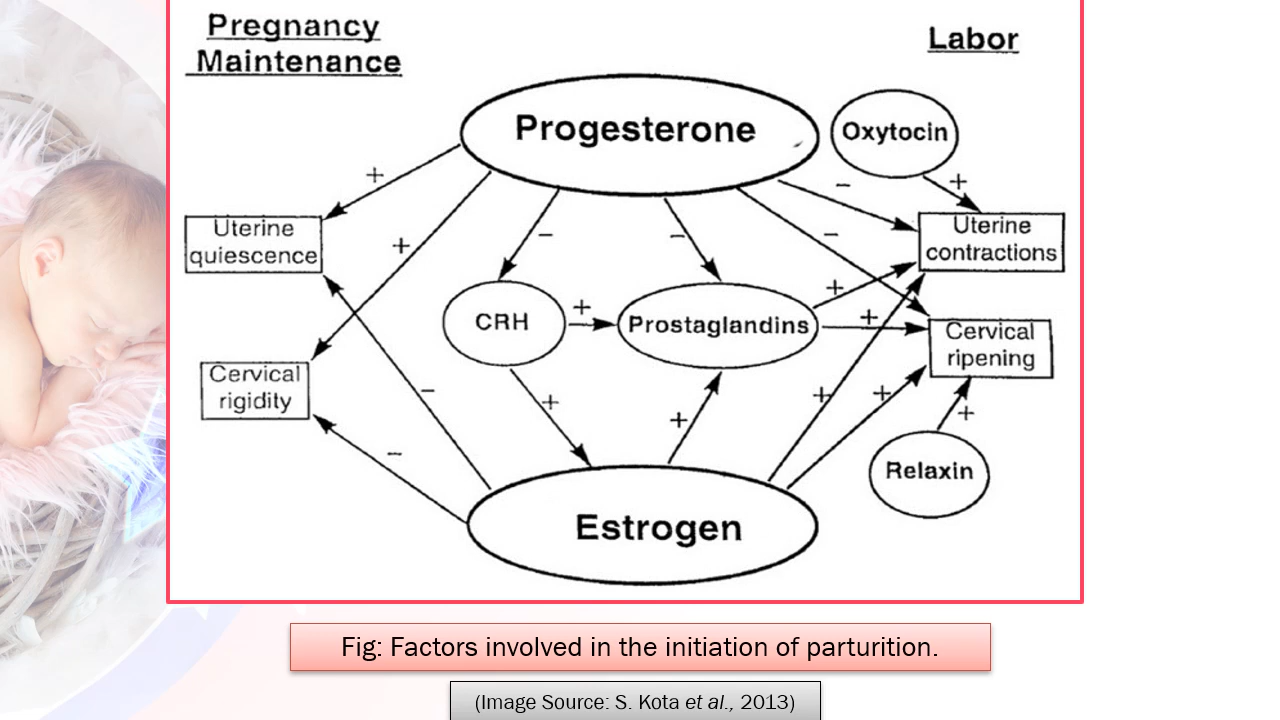 Pregnancy
Maintenance
Labor
Progesterone
Oxytocin
+
+
−
+
Uterine
quiescence
+
−
−
−
Uterine
contractions
CRH
+
Prostaglandins
+
+
Cervical
ripening
Cervical
rigidity
−
+
+
+
+
+
−
Relaxin
Estrogen
Fig: Factors involved in the initiation of parturition.
(Image Source: S. Kota et al., 2013)